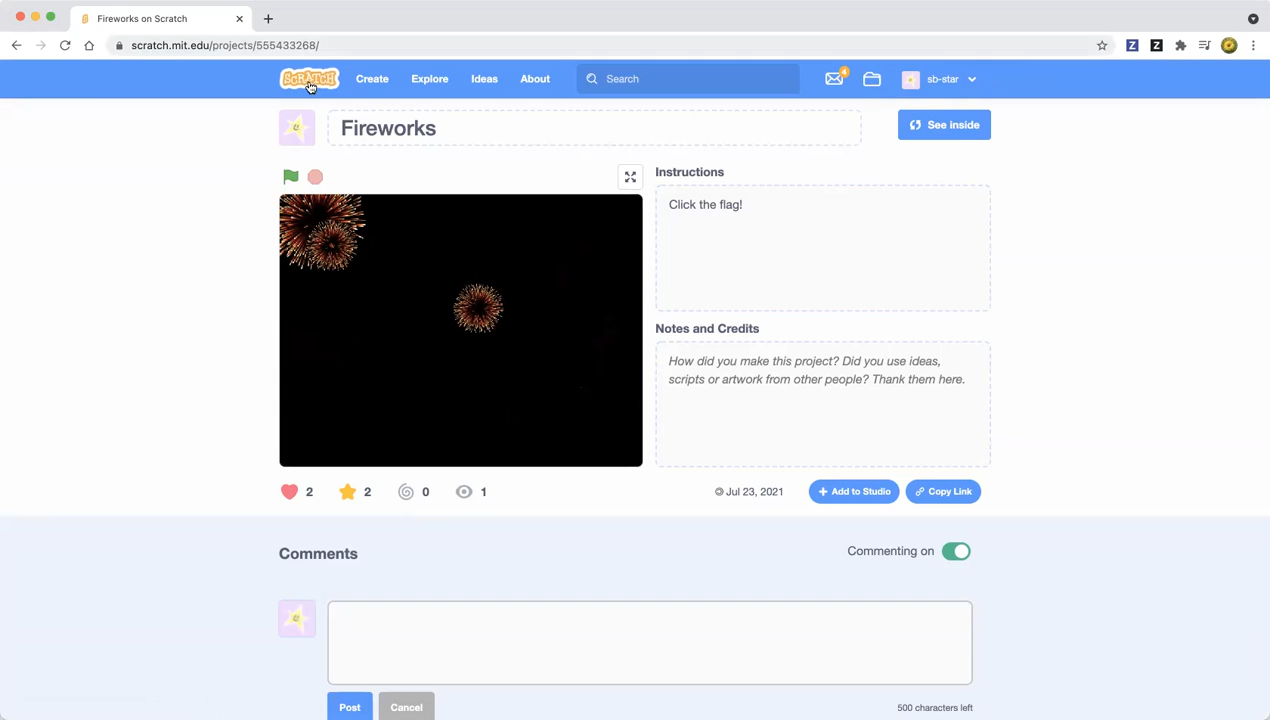 Fireworks on Scratch
scratch.mit.edu/projects/555433268/
SCRATCH Create Explore Ideas About Search 4 sb-star
Fireworks See inside
Instructions
Click the flag!
Notes and Credits
How did you make this project? Did you use ideas,
scripts or artwork from other people? Thank them here.
2 2 0 1 Jul 23, 2021 Add to Studio Copy Link
Comments Commenting on
Post Cancel 500 characters left